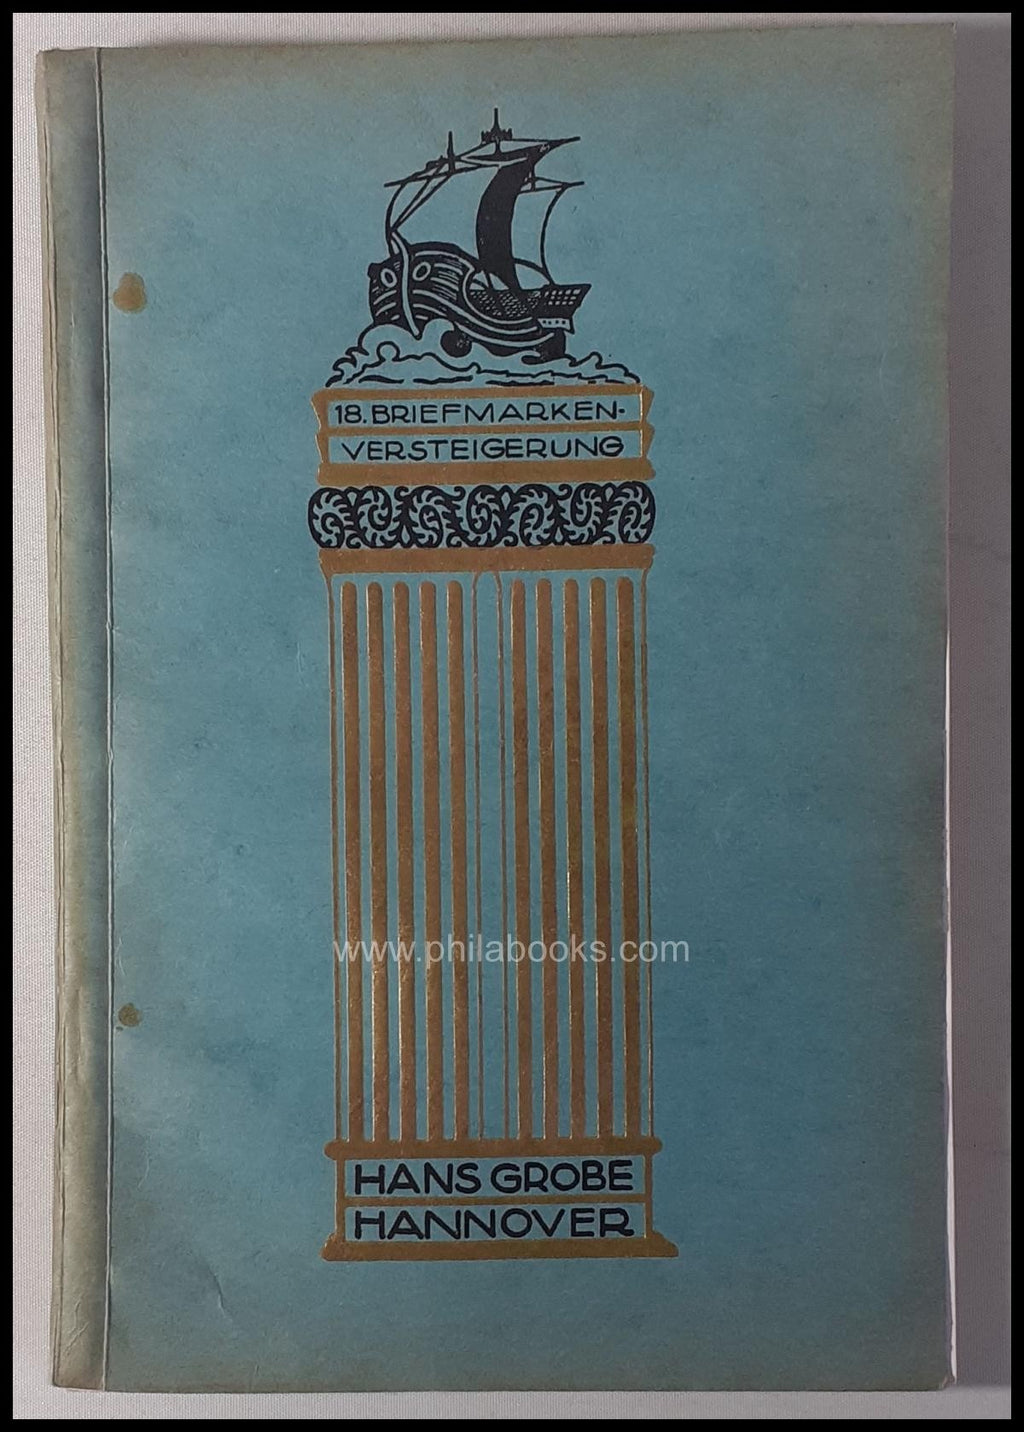 18. BRIEFMARKEN-
VERSTEIGERUNG
www.philabooks.com
HANS GROBE
HANNOVER